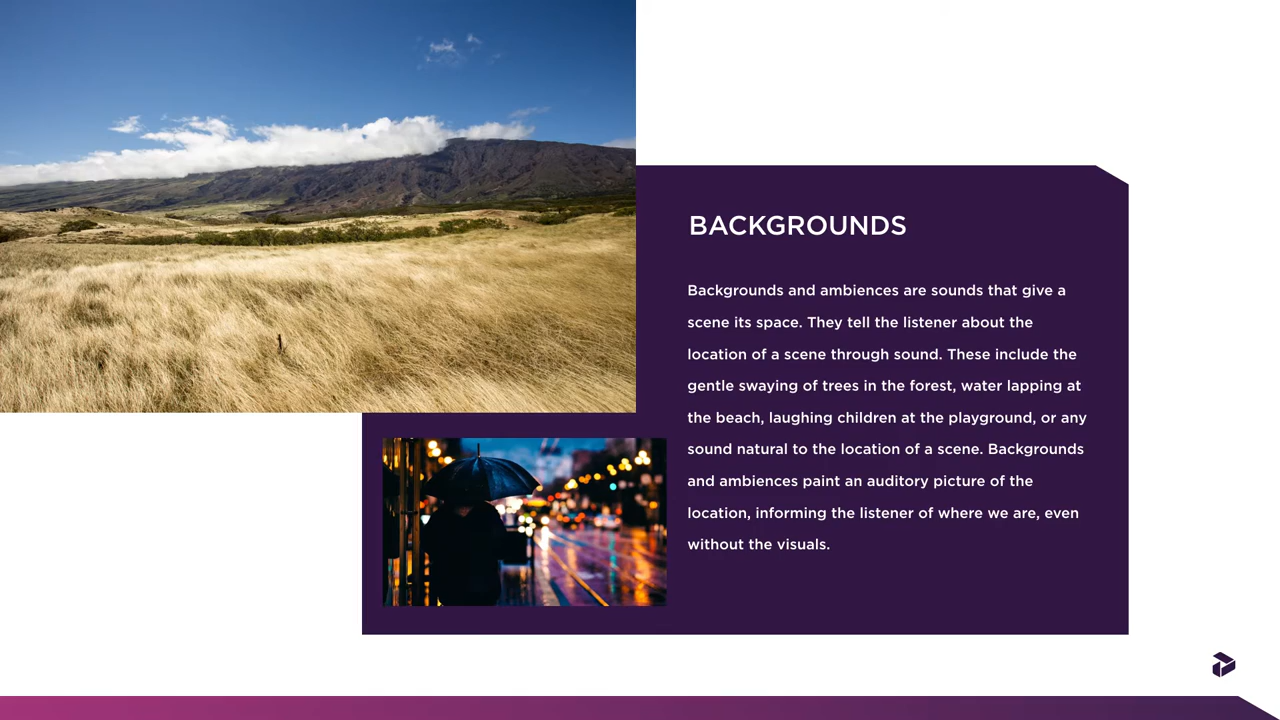 BACKGROUNDS
Backgrounds and ambiences are sounds that give a
scene its space. They tell the listener about the
location of a scene through sound. These include the
gentle swaying of trees in the forest, water lapping at
the beach, laughing children at the playground, or any
sound natural to the location of a scene. Backgrounds
and ambiences paint an auditory picture of the
location, informing the listener of where we are, even
without the visuals.